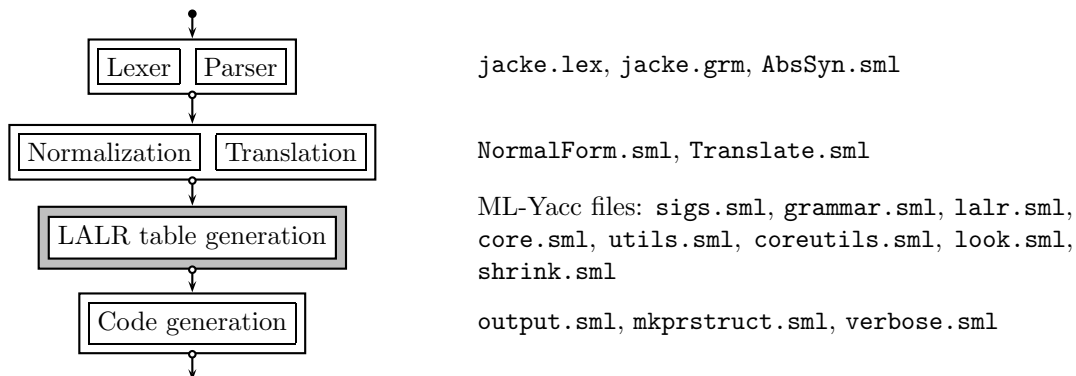 Lexer Parser jacke.lex, jacke.grm, AbsSyn.sml
Normalization Translation NormalForm.sml, Translate.sml
ML-Yacc files: sigs.sml, grammar.sml, lalr.sml,
LALR table generation core.sml, utils.sml, coreutils.sml, look.sml,
shrink.sml
Code generation output.sml, mkprstruct.sml, verbose.sml